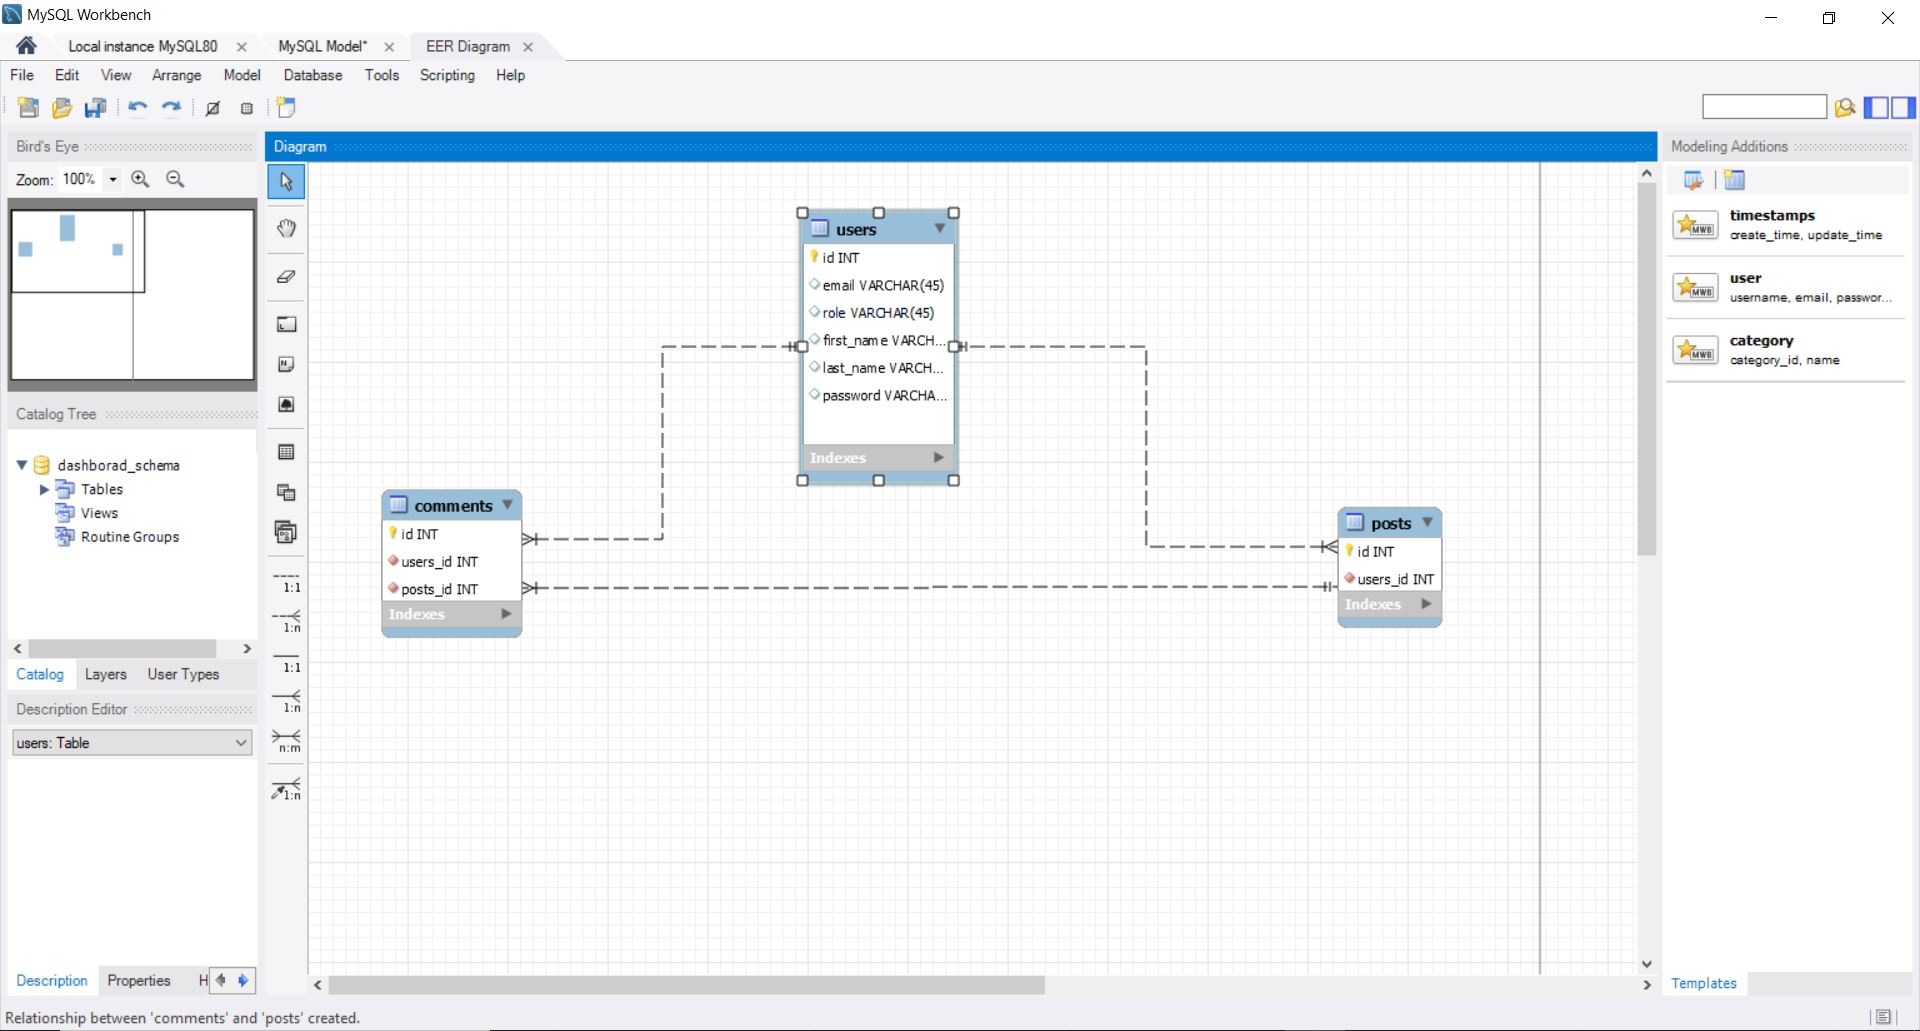 MySQL Workbench
Local instance MySQL80
MySQL Model*
EER Diagram
File Edit View Arrange Model Database Tools Scripting Help
Bird's Eye
Zoom: 100%
Catalog Tree
dashborad_schema
Tables
Views
Routine Groups
Catalog Layers User Types
Description Editor
users: Table
Description Properties H
Diagram
1:1
1:n
1:1
1:n
n:m
1:n
users
id INT
email VARCHAR(45)
role VARCHAR(45)
first_name VARCH...
last_name VARCH...
password VARCHA...
Indexes
comments
id INT
users_id INT
posts_id INT
Indexes
posts
id INT
users_id INT
Indexes
Modeling Additions
MWB
timestamps
create_time, update_time
MWB
user
username, email, passwor...
MWB
category
category_id, name
Templates
Relationship between 'comments' and 'posts' created.